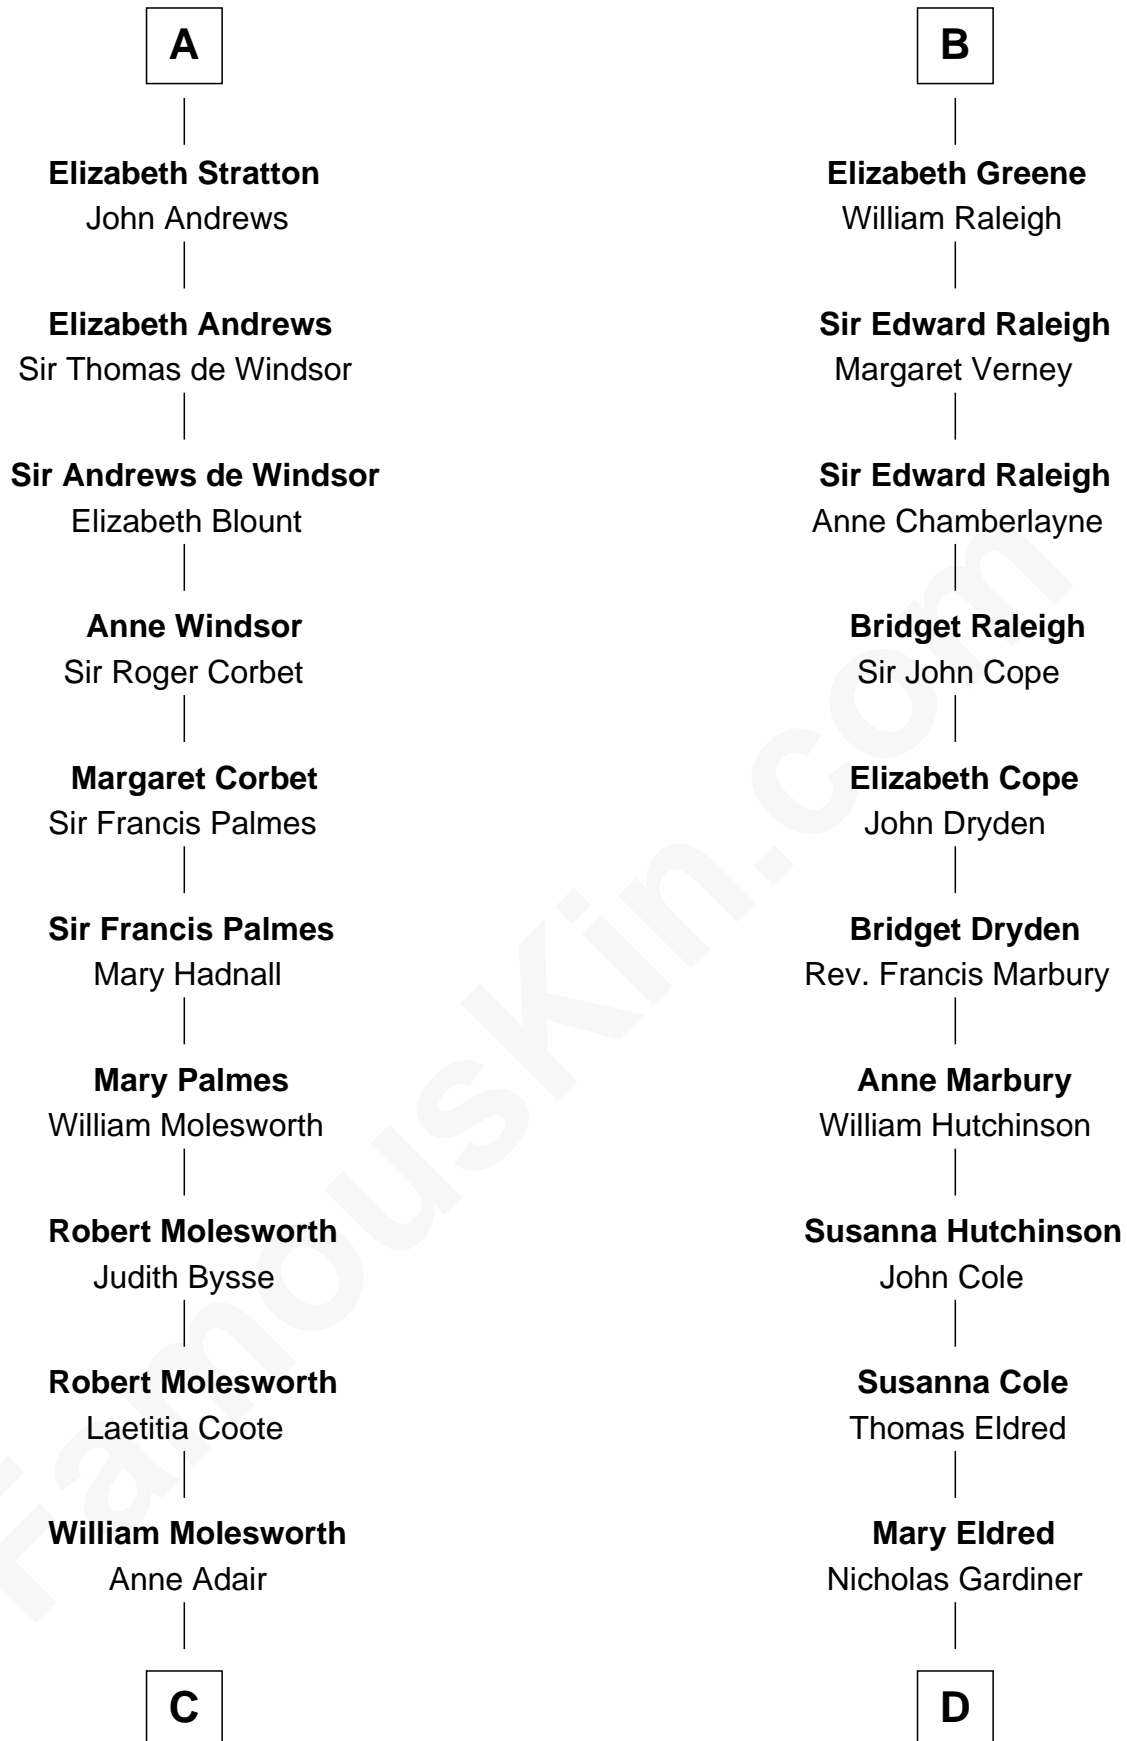 A
Elizabeth Stratton
John Andrews
Elizabeth Andrews
Sir Thomas de Windsor
Sir Andrews de Windsor
Elizabeth Blount
Anne Windsor
Sir Roger Corbet
Margaret Corbet
Sir Francis Palmes
Sir Francis Palmes
Mary Hadnall
Mary Palmes
William Molesworth
Robert Molesworth
Judith Bysse
Robert Molesworth
Laetitia Coote
William Molesworth
Anne Adair
C
B
Elizabeth Greene
William Raleigh
Sir Edward Raleigh
Margaret Verney
Sir Edward Raleigh
Anne Chamberlayne
Bridget Raleigh
Sir John Cope
Elizabeth Cope
John Dryden
Bridget Dryden
Rev. Francis Marbury
Anne Marbury
William Hutchinson
Susanna Hutchinson
John Cole
Susanna Cole
Thomas Eldred
Mary Eldred
Nicholas Gardiner
D
FamousKin.com